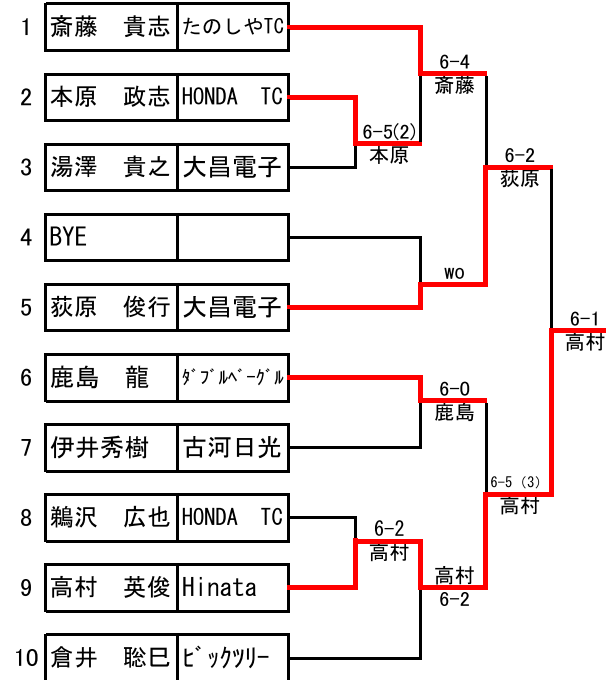 1 斎藤 貴志 たのしやTC
6-4
斎藤
2 本原 政志 HONDA TC
6-5(2)
本原
3 湯澤 貴之 大昌電子
6-2
荻原
4 BYE
wo
5 荻原 俊行 大昌電子
6-1
高村
6 鹿島 龍 ﾀﾞﾌﾞﾙﾍﾞｰｸﾞﾙ
6-0
鹿島
7 伊井秀樹 古河日光
6-5 (3)
高村
8 鵜沢 広也 HONDA TC
6-2
高村
9 高村 英俊 Hinata
高村
6-2
10 倉井 聡巳 ﾋﾞｯｸﾂﾘｰ